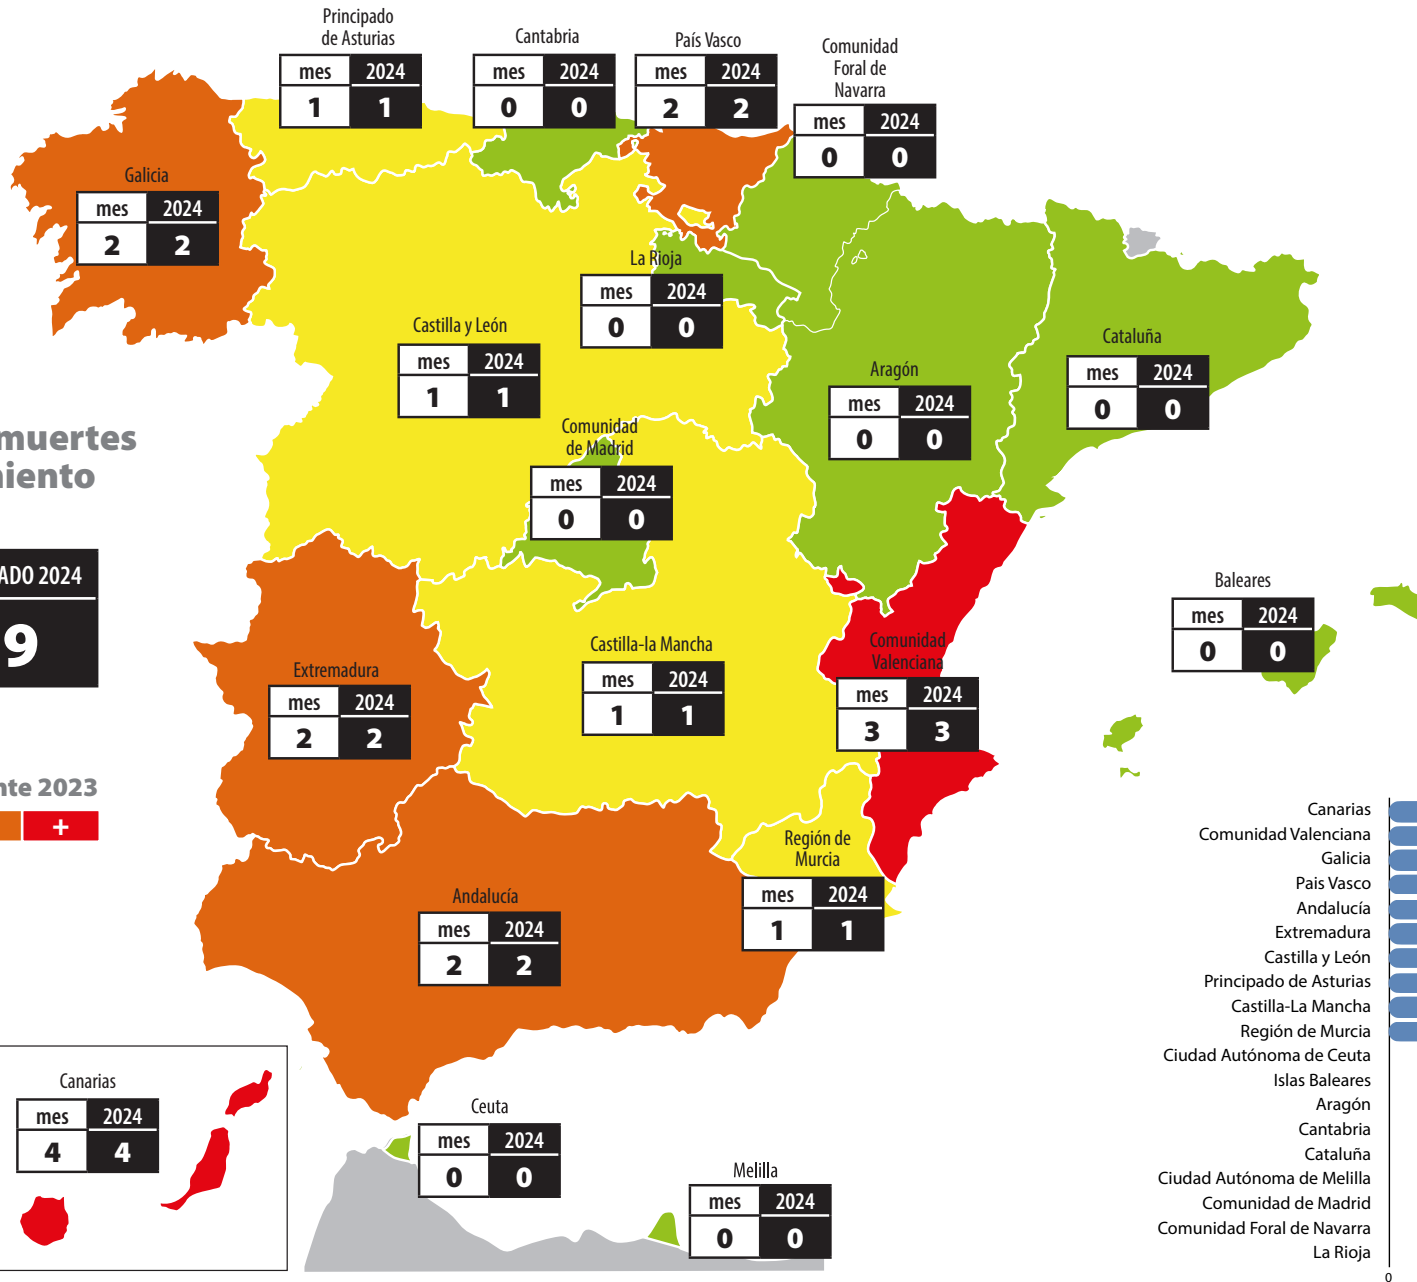 Principado
de Asturias
mes 2024
1 1
Cantabria
mes 2024
0 0
País Vasco
mes 2024
2 2
Comunidad
Foral de
Navarra
mes 2024
0 0
Galicia
mes 2024
2 2
La Rioja
mes 2024
0 0
Castilla y León
mes 2024
1 1
Cataluña
mes 2024
0 0
Aragón
mes 2024
0 0
Comunidad
de Madrid
mes 2024
0 0
muertes
miento
ADO 2024
9
Baleares
mes 2024
0 0
Castilla-la Mancha
mes 2024
1 1
Comunidad
Valenciana
mes 2024
3 3
Extremadura
mes 2024
2 2
nte 2023
+
Región de
Murcia
mes 2024
1 1
Andalucía
mes 2024
2 2
Canarias
mes 2024
4 4
Ceuta
mes 2024
0 0
Melilla
mes 2024
0 0
Canarias
Comunidad Valenciana
Galicia
Pais Vasco
Andalucía
Extremadura
Castilla y León
Principado de Asturias
Castilla-La Mancha
Región de Murcia
Ciudad Autónoma de Ceuta
Islas Baleares
Aragón
Cantabria
Cataluña
Ciudad Autónoma de Melilla
Comunidad de Madrid
Comunidad Foral de Navarra
La Rioja
0